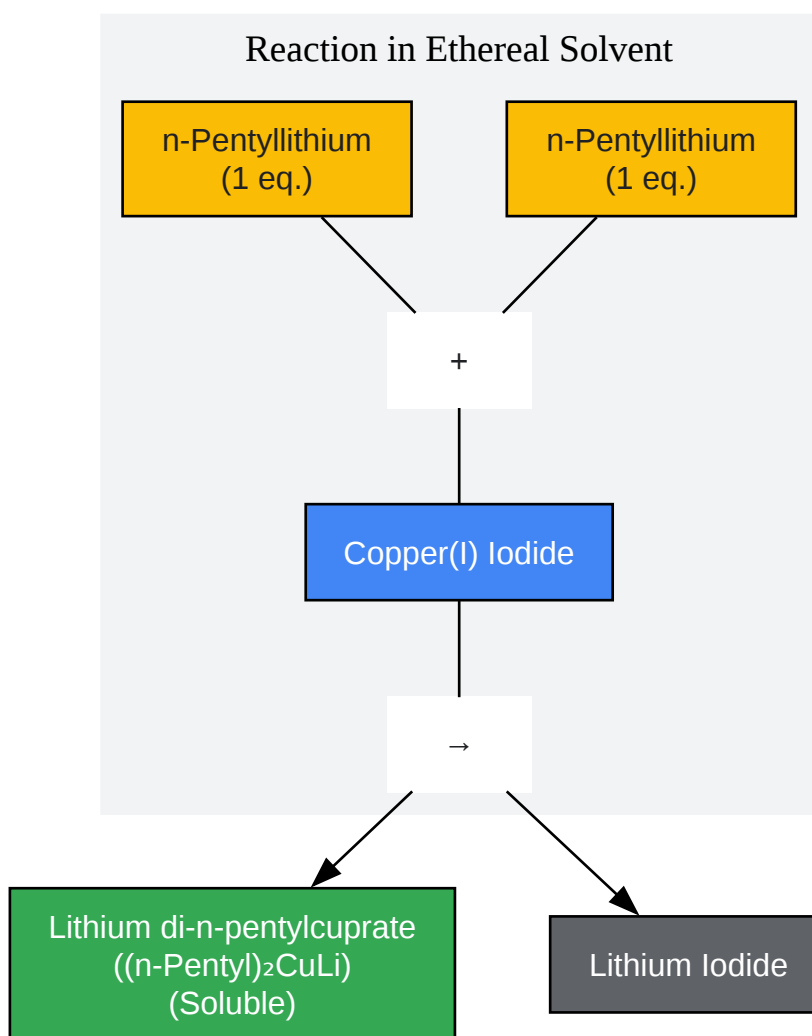 Reaction in Ethereal Solvent
n-Pentyllithium
(1 eq.)
n-Pentyllithium
(1 eq.)
+
Copper(I) Iodide
→
Lithium di-n-pentylcuprate
((n-Pentyl)₂CuLi)
(Soluble)
Lithium Iodide